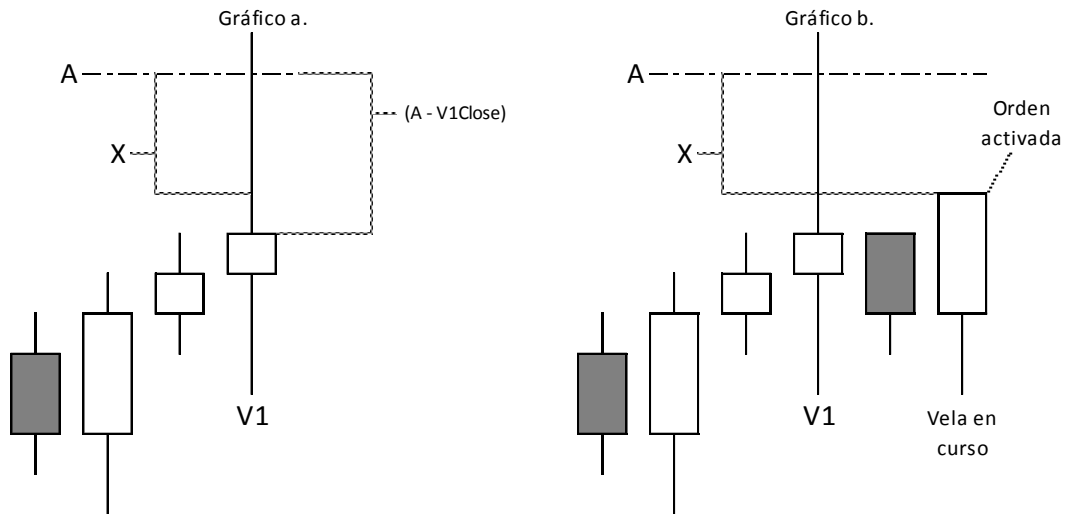 Gráfico a.
A
(A - V1Close)
X
V1
Gráfico b.
A
Orden
activada
X
V1
Vela en
curso